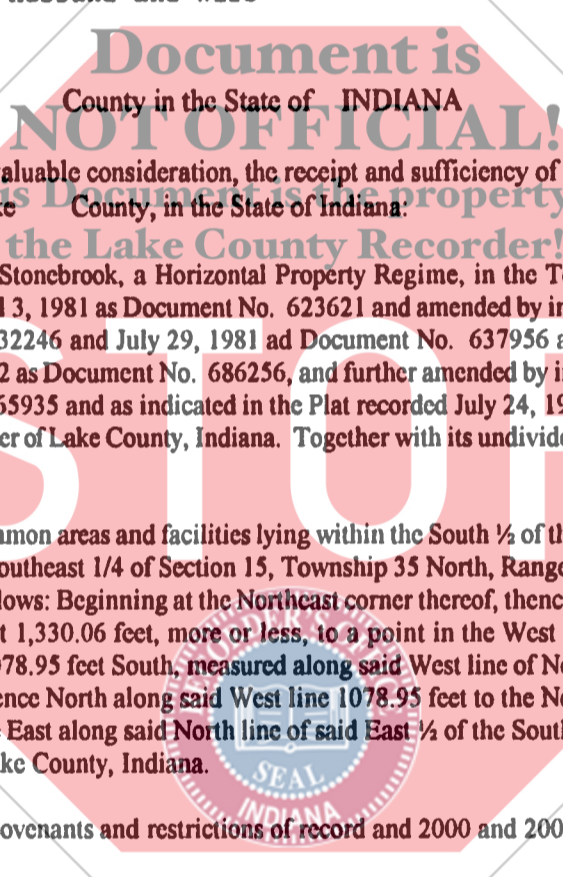 husband and wife
Document is
County in the State of INDIANA
NOT OFFICIAL!
valuable consideration, the receipt and sufficiency of
This Document is the property
County, in the State of Indiana:
the Lake County Recorder!
Stonebrook, a Horizontal Property Regime, in the
3, 1981 as Document No. 623621 and amended by
32246 and July 29, 1981 ad Document No. 637956
2 as Document No. 686256, and further amended by
65935 and as indicated in the Plat recorded July 24, 19
er of Lake County, Indiana. Together with its
STOP
mmon areas and facilities lying within the South ½ of
outheast 1/4 of Section 15, Township 35 North, Range
lows: Beginning at the Northeast corner thereof,
t 1,330.06 feet, more or less, to a point in the West
078.95 feet South, measured along said West line of
ence North along said West line 1078.95 feet to the
East along said North line of said East ½ of the
ke County, Indiana.
RECORDER'S OFFICE
SEAL
INDIANA
ovenants and restrictions of record and 2000 and 200